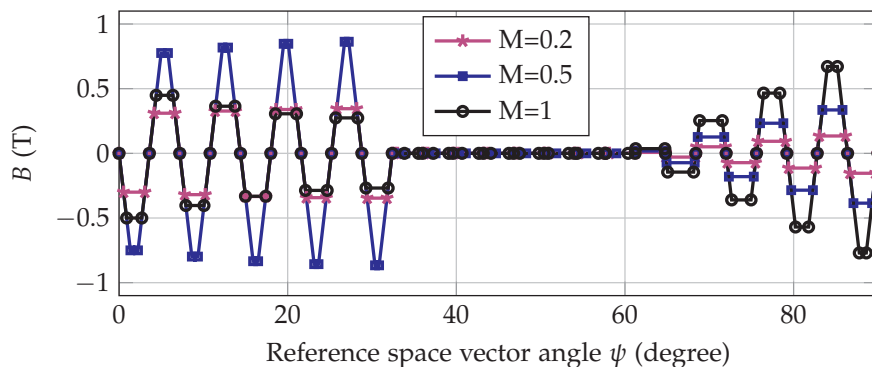 1
0.5
0
−0.5
−1
B (T)
M=0.2
M=0.5
M=1
0 20 40 60 80
Reference space vector angle ψ (degree)